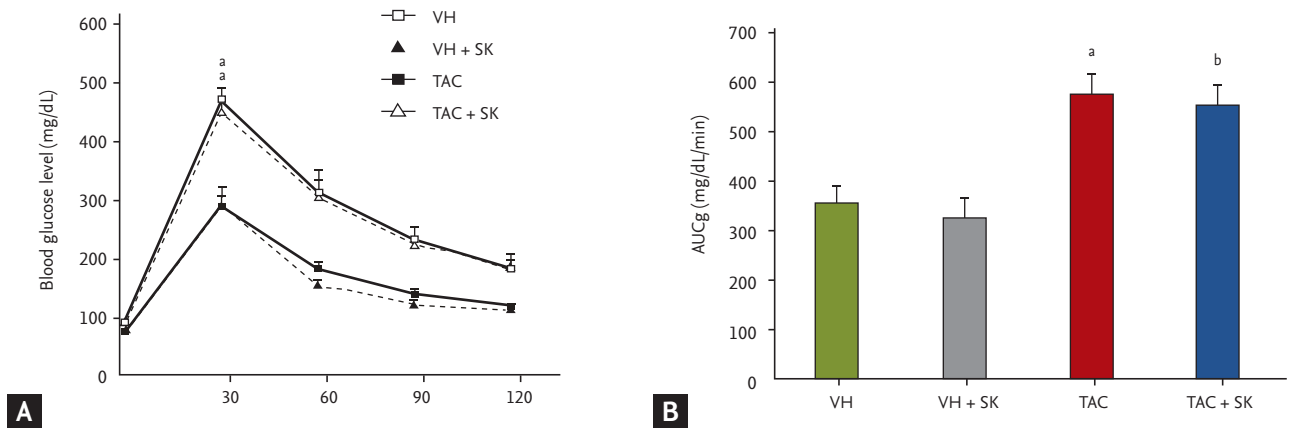 600
500
400
300
200
100
0
Blood glucose level (mg/dL)
a
a
VH
VH + SK
TAC
TAC + SK
30
60
90
120
A
700
600
500
400
300
200
100
0
AUCg (mg/dL/min)
a
b
VH
VH + SK
TAC
TAC + SK
B